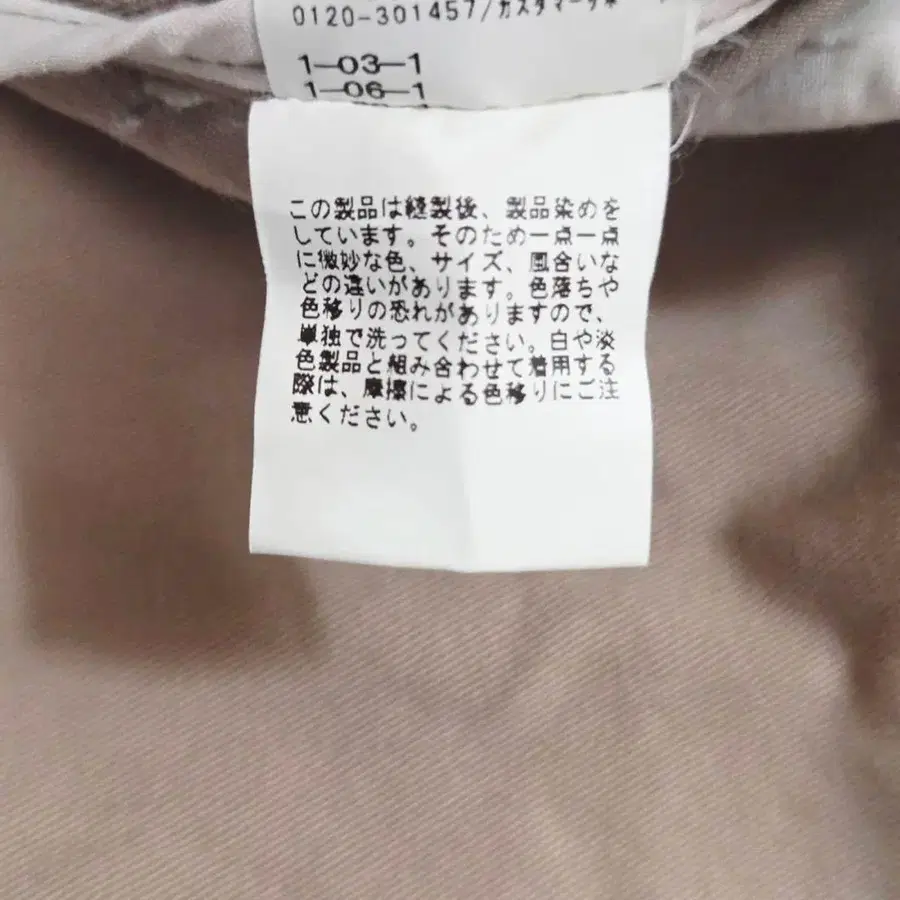 0120-301457/カスタマーサ
1-03-1
1-06-1
この製品は縫製後、製品染めを
しています。そのため一点一点
に微妙な色、サイズ、風合いな
どの違いがあります。色落ちや
色移りの恐れがありますので、
単独で洗ってください。白や淡
色製品と組み合わせて着用する
際は、摩擦による色移りにご注
意ください。